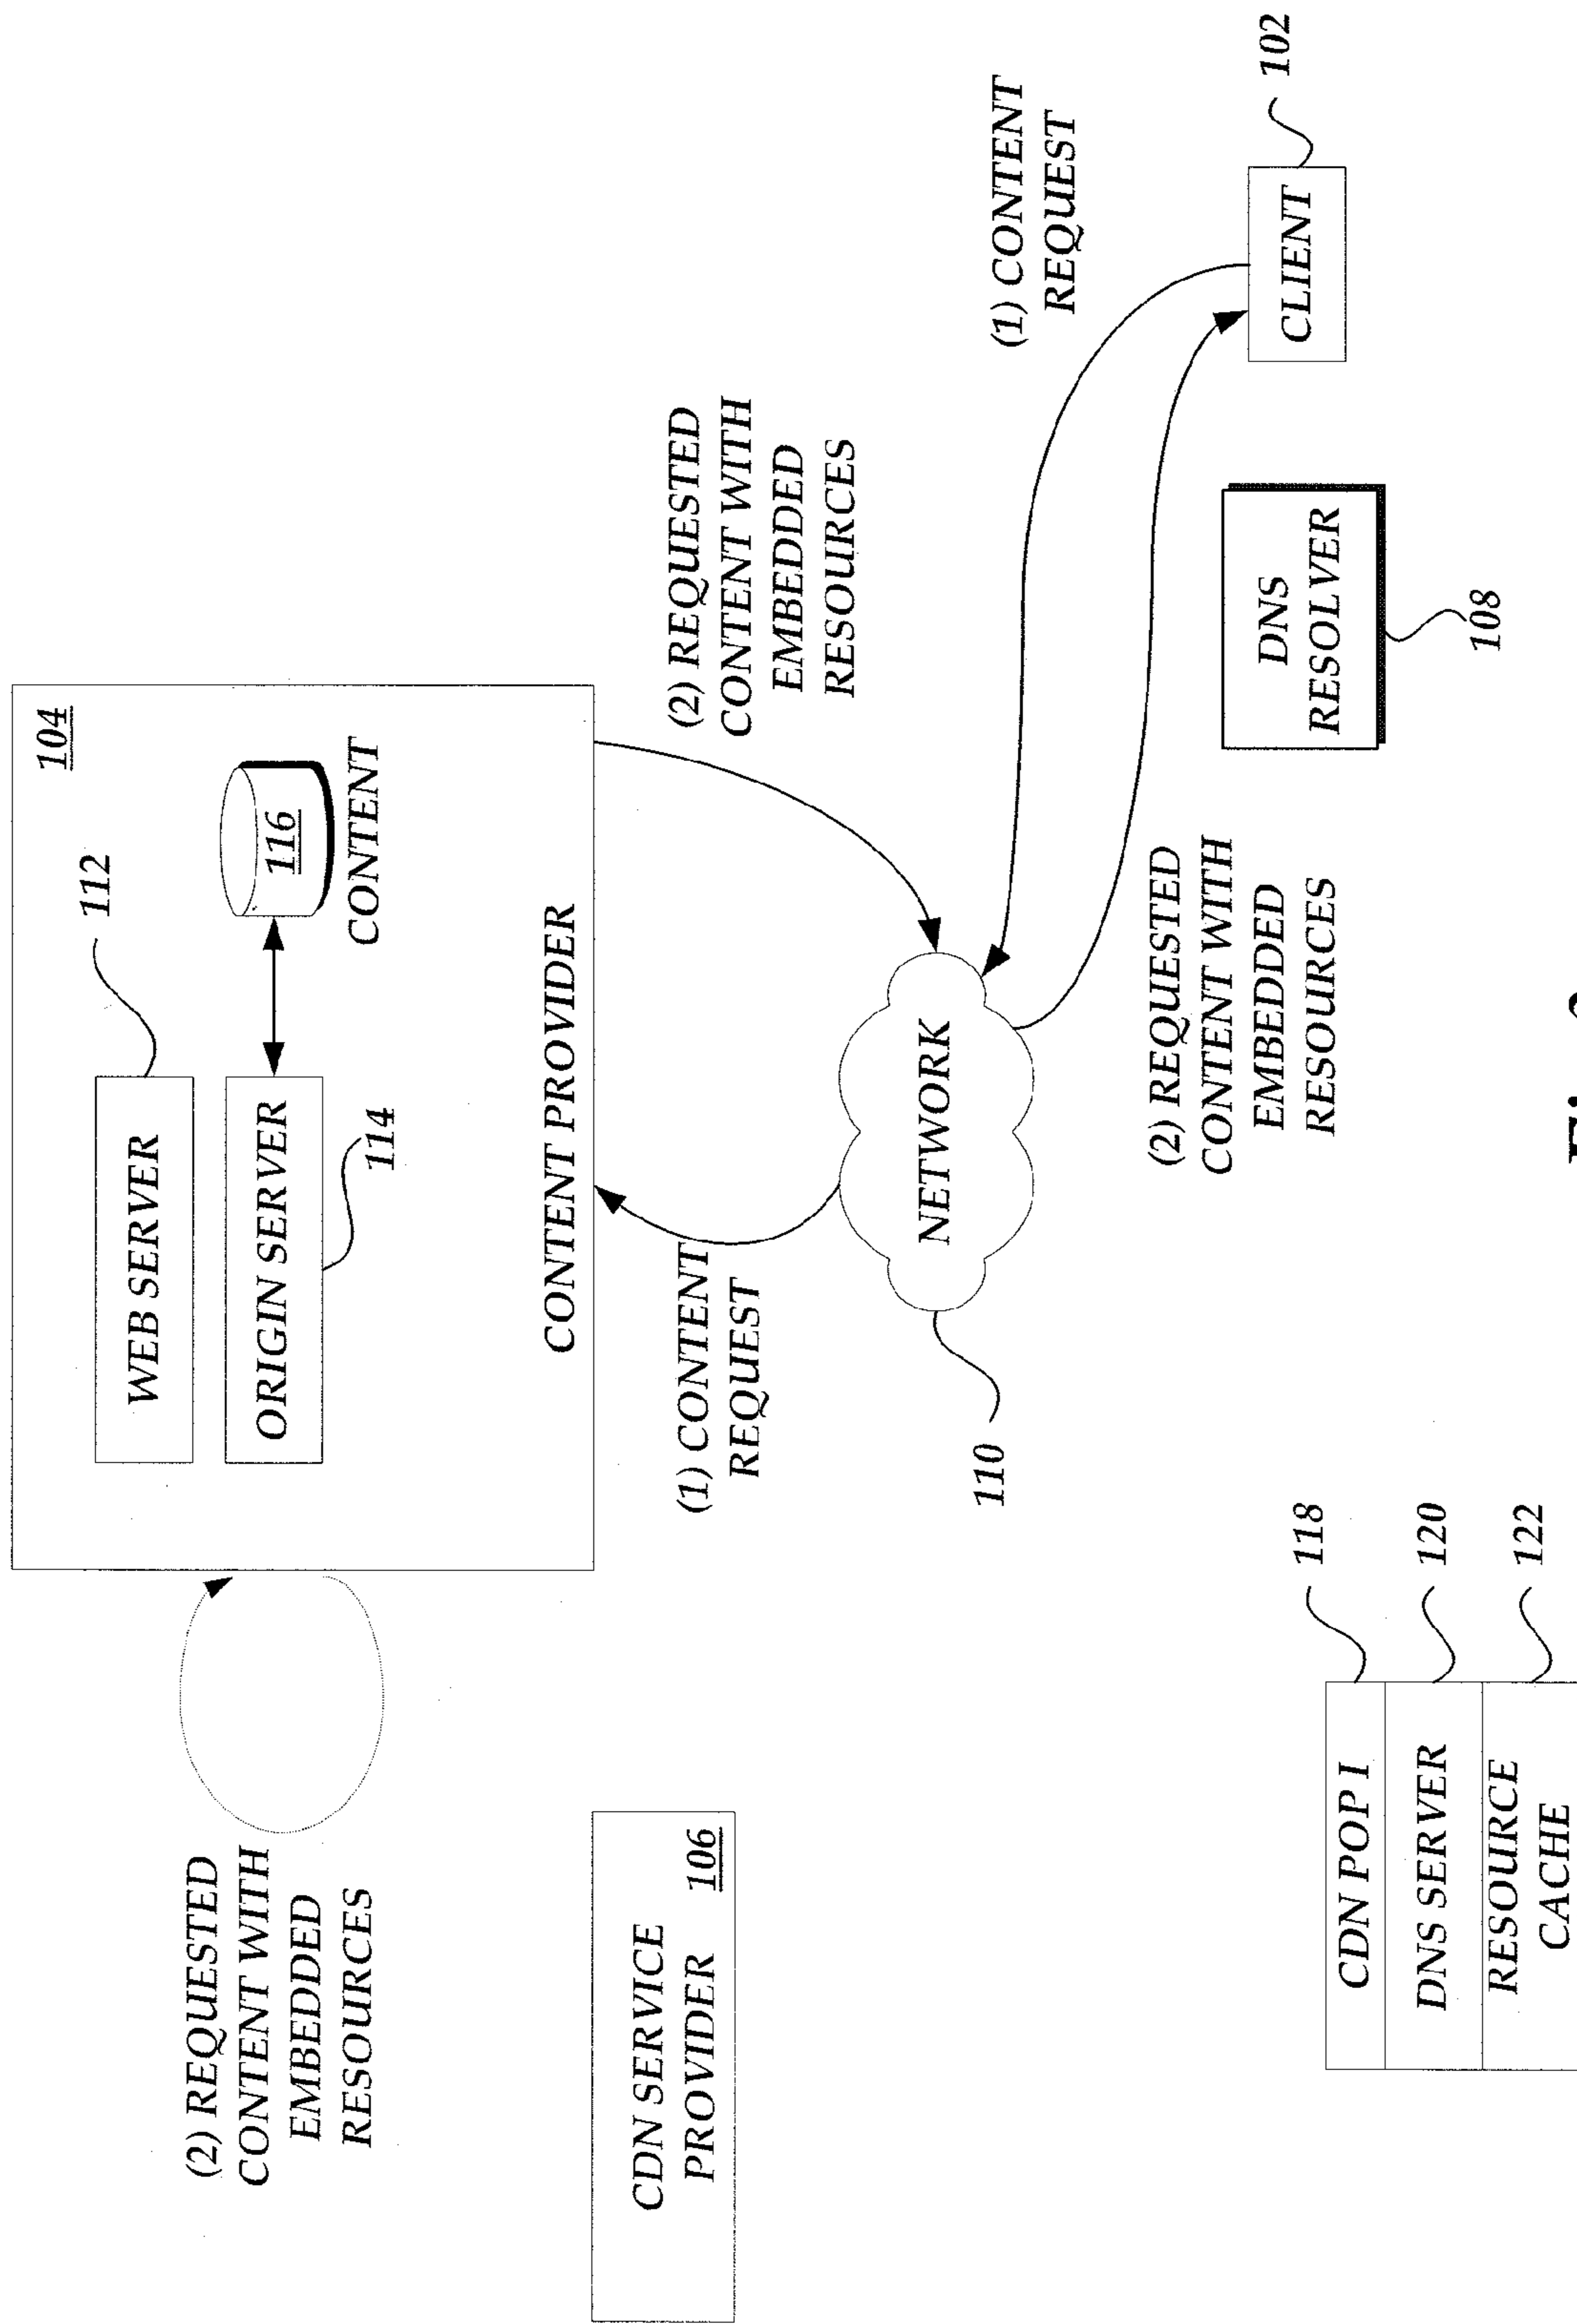 104
112
WEB SERVER
(2) REQUESTED
CONTENT WITH
EMBEDDED
RESOURCES
ORIGIN SERVER
116
CONTENT
114
CONTENT PROVIDER
CDN SERVICE
PROVIDER 106
(1) CONTENT
REQUEST
(2) REQUESTED
CONTENT WITH
EMBEDDED
RESOURCES
NETWORK
110
(1) CONTENT
REQUEST
(2) REQUESTED
CONTENT WITH
EMBEDDED
RESOURCES
DNS
RESOLVER
108
CLIENT
102
CDN POP I
118
DNS SERVER
120
RESOURCE
CACHE
122